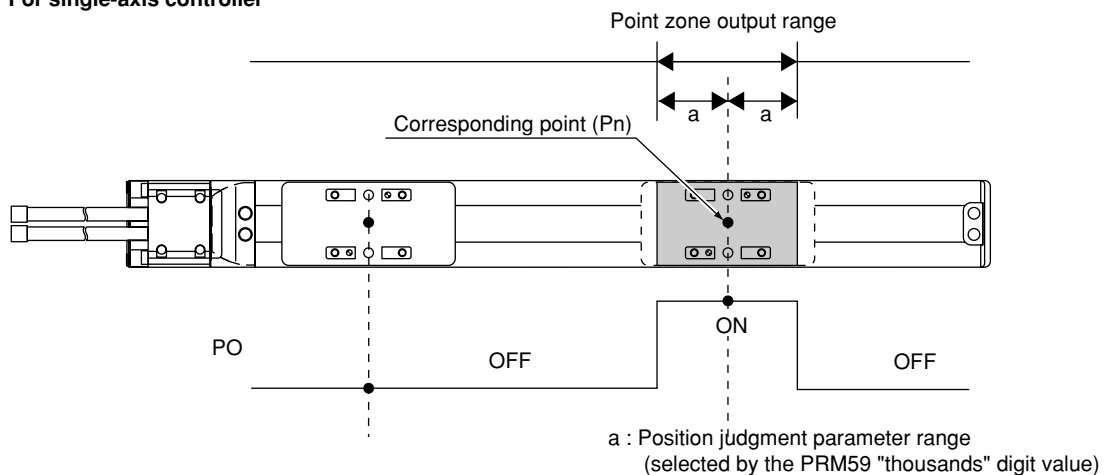 For single-axis controller
Point zone output range
a a
Corresponding point (Pn)
PO
OFF
ON
OFF
a : Position judgment parameter range
(selected by the PRM59 "thousands" digit value)